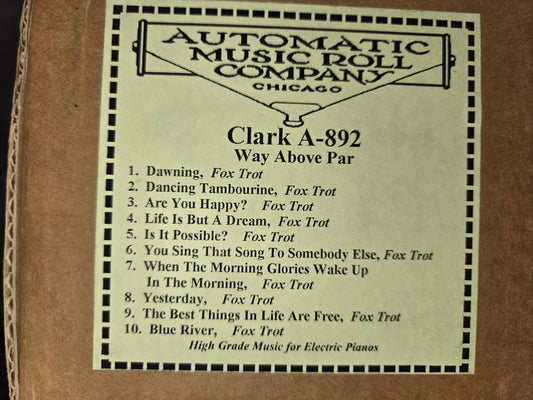 AUTOMATIC
MUSIC ROLL
COMPANY
CHICAGO
Clark A-892
Way Above Par
1. Dawning, Fox Trot
2. Dancing Tambourine, Fox Trot
3. Are You Happy? Fox Trot
4. Life Is But A Dream, Fox Trot
5. Is It Possible? Fox Trot
6. You Sing That Song To Somebody Else, Fox Trot
7. When The Morning Glories Wake Up
In The Morning, Fox Trot
8. Yesterday, Fox Trot
9. The Best Things In Life Are Free, Fox Trot
10. Blue River, Fox Trot
High Grade Music for Electric Pianos